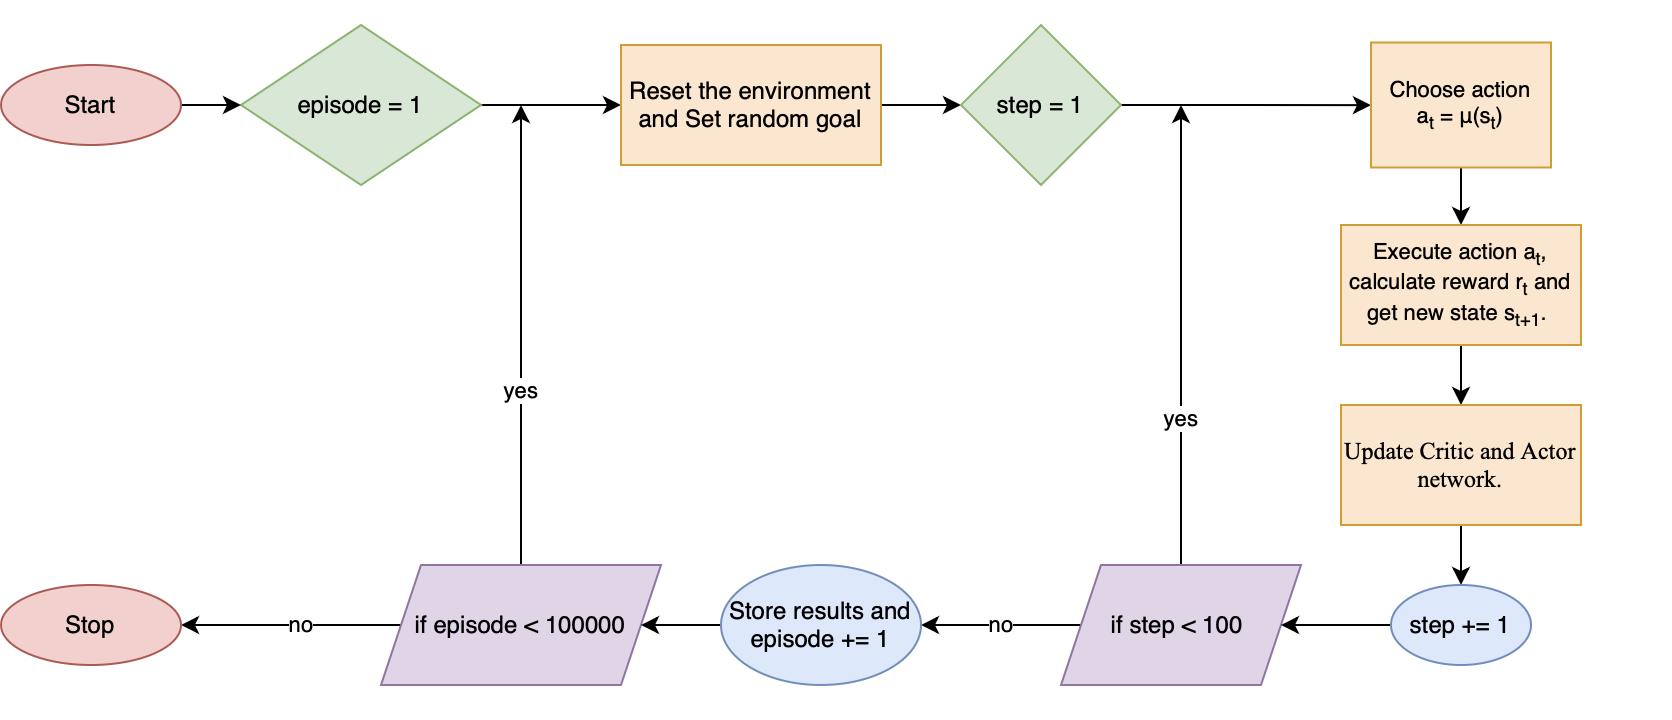 Start
episode = 1
Reset the environment
and Set random goal
step = 1
Choose action
aₜ = μ(sₜ)
Execute action aₜ,
calculate reward rₜ and
get new state sₜ₊₁.
yes
yes
Update Critic and Actor
network.
Stop
no
if episode < 100000
Store results and
episode += 1
no
if step < 100
step += 1